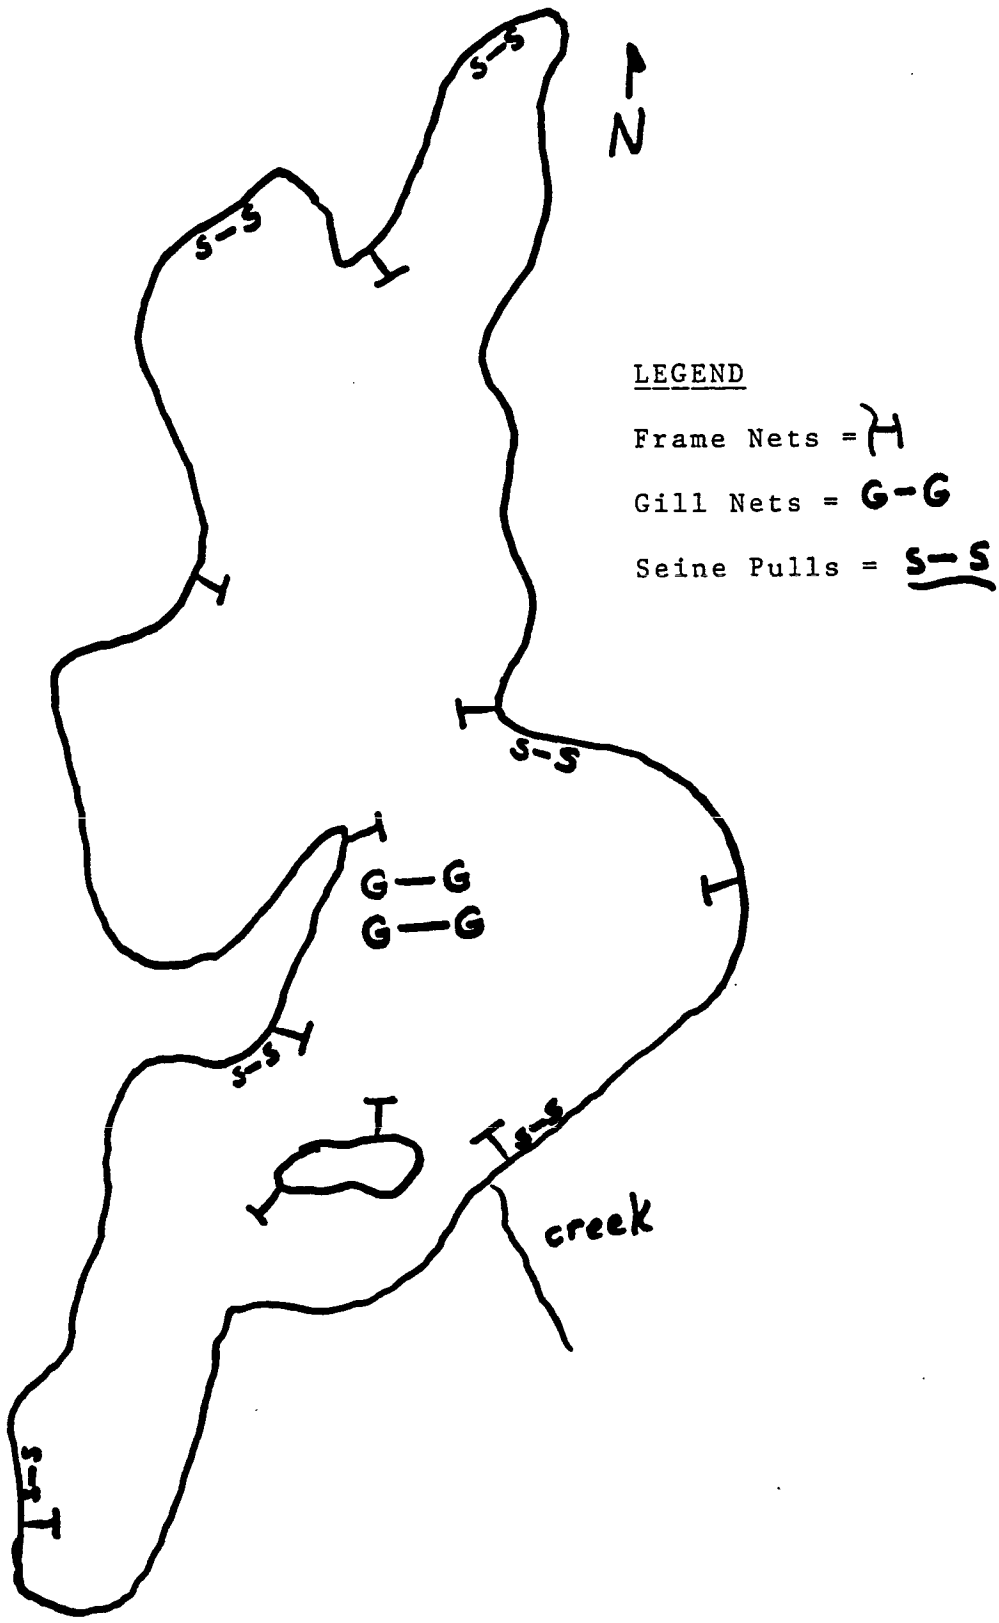 S-S
N
S-S
LEGEND
Frame Nets =
Gill Nets = G-G
Seine Pulls = S-S
S-S
G-G
G-G
S-S
S-S
creek
S-S